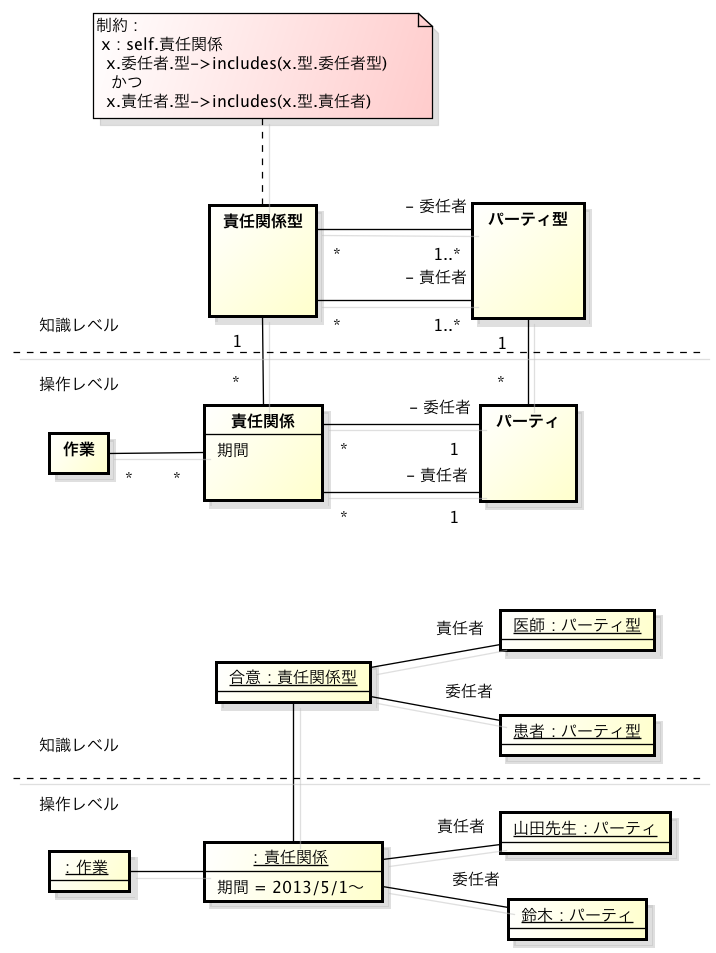 制約：
x：self.責任関係
x.委任者.型->includes(x.型.委任者型)
かつ
x.責任者.型->includes(x.型.責任者)
責任関係型
パーティ型
– 委任者
*
1..*
– 責任者
*
1..*
知識レベル
1
1
操作レベル
*
*
作業
責任関係
期間
パーティ
– 委任者
*
1
*
*
– 責任者
*
1
医師：パーティ型
責任者
合意：責任関係型
委任者
患者：パーティ型
知識レベル
操作レベル
責任者
山田先生：パーティ
：作業
：責任関係
期間 = 2013/5/1～
委任者
鈴木：パーティ